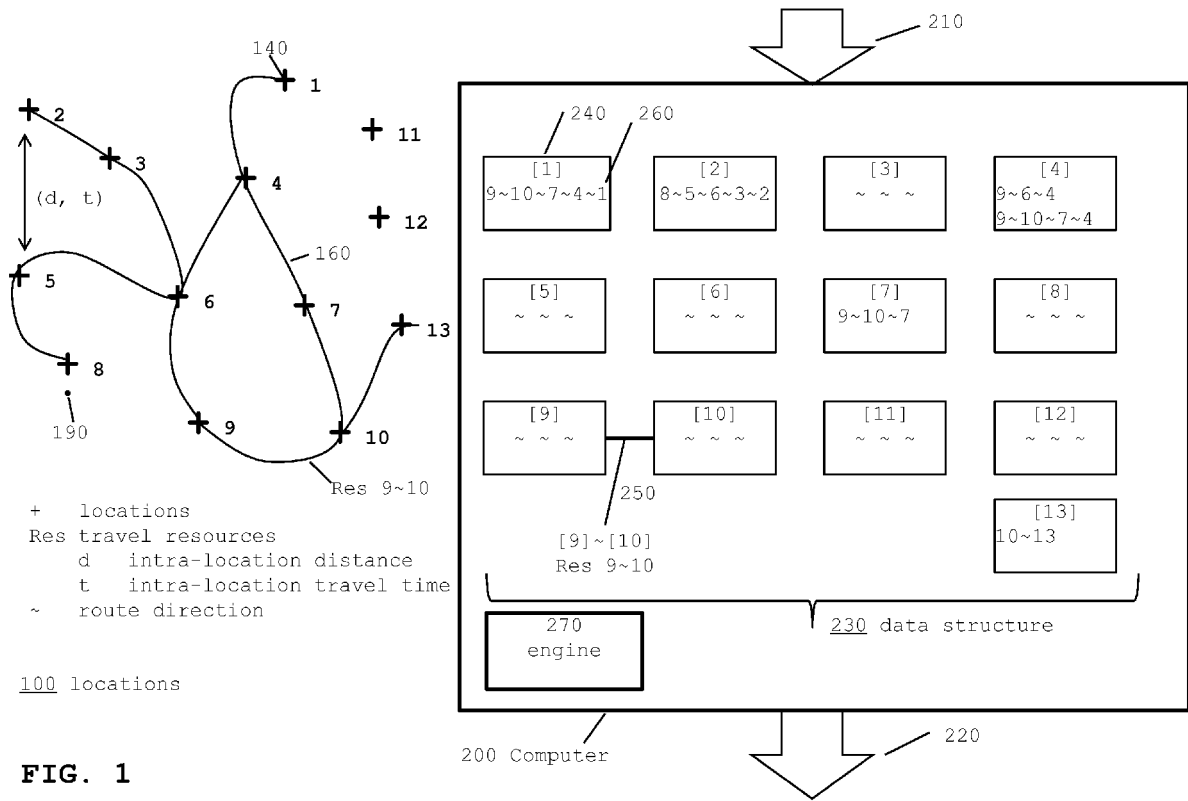 140
1
2
3
11
4
(d, t)
12
160
5
6
7
13
8
190
9
10
Res 9~10
+ locations
Res travel resources
d intra-location distance
t intra-location travel time
~ route direction
100 locations
FIG. 1
210
240
260
[1]
9~10~7~4~1
[2]
8~5~6~3~2
[3]
~ ~ ~
[4]
9~6~4
9~10~7~4
[5]
~ ~ ~
[6]
~ ~ ~
[7]
9~10~7
[8]
~ ~ ~
[9]
~ ~ ~
[10]
~ ~ ~
[11]
~ ~ ~
[12]
~ ~ ~
250
[9]~[10]
Res 9~10
[13]
10~13
230 data structure
270
engine
200 Computer
220